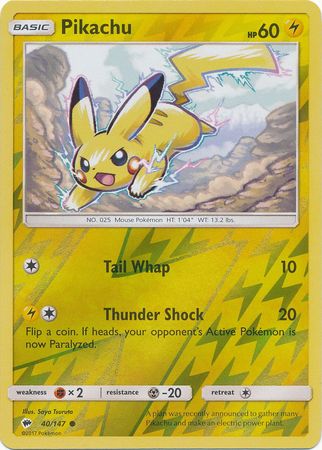 BASIC Pikachu HP60
NO. 025 Mouse Pokémon HT: 1'04" WT: 13.2 lbs.
Tail Whap 10
Thunder Shock 20
Flip a coin. If heads, your opponent's Active Pokémon is
now Paralyzed.
weakness ×2 resistance -20 retreat
Illus. Saya Tsuruta
40/147
©2017 Pokémon
A plan was recently announced to gather many
Pikachu and make an electric power plant.